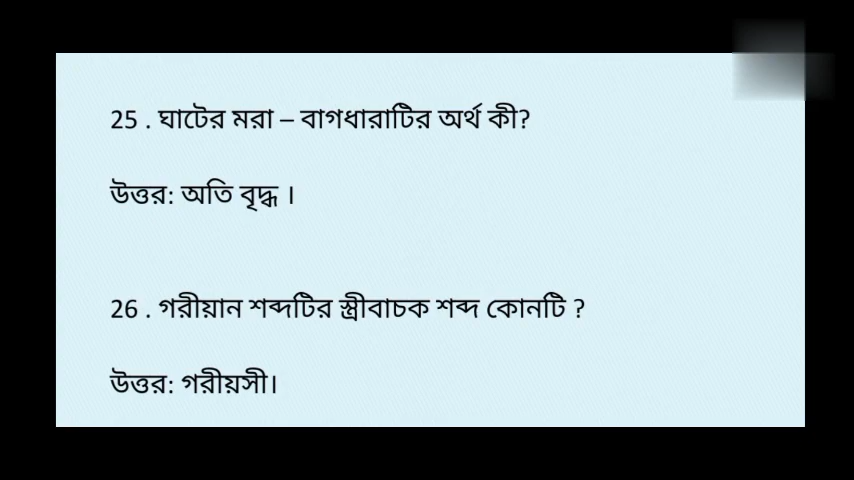 25 . ঘাটের মরা – বাগধারাটির অর্থ কী?
উত্তর: অতি বৃদ্ধ ।
26 . গরীয়ান শব্দটির স্ত্রীবাচক শব্দ কোনটি ?
উত্তর: গরীয়সী।